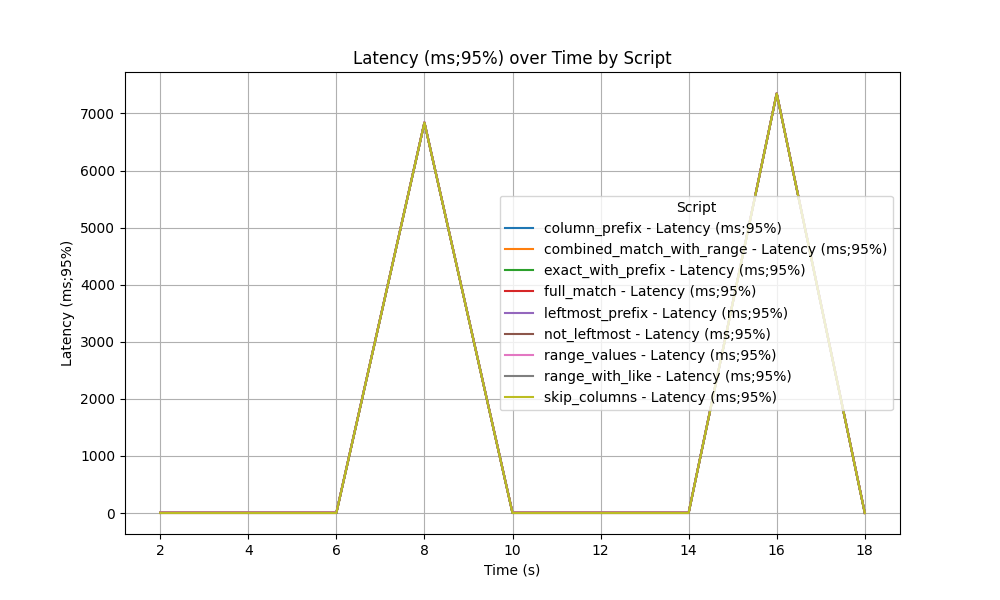 Latency (ms;95%) over Time by Script
7000
6000
5000
4000
3000
2000
1000
0
Latency (ms;95%)
Script
column_prefix - Latency (ms;95%)
combined_match_with_range - Latency (ms;95%)
exact_with_prefix - Latency (ms;95%)
full_match - Latency (ms;95%)
leftmost_prefix - Latency (ms;95%)
not_leftmost - Latency (ms;95%)
range_values - Latency (ms;95%)
range_with_like - Latency (ms;95%)
skip_columns - Latency (ms;95%)
2 4 6 8 10 12 14 16 18
Time (s)